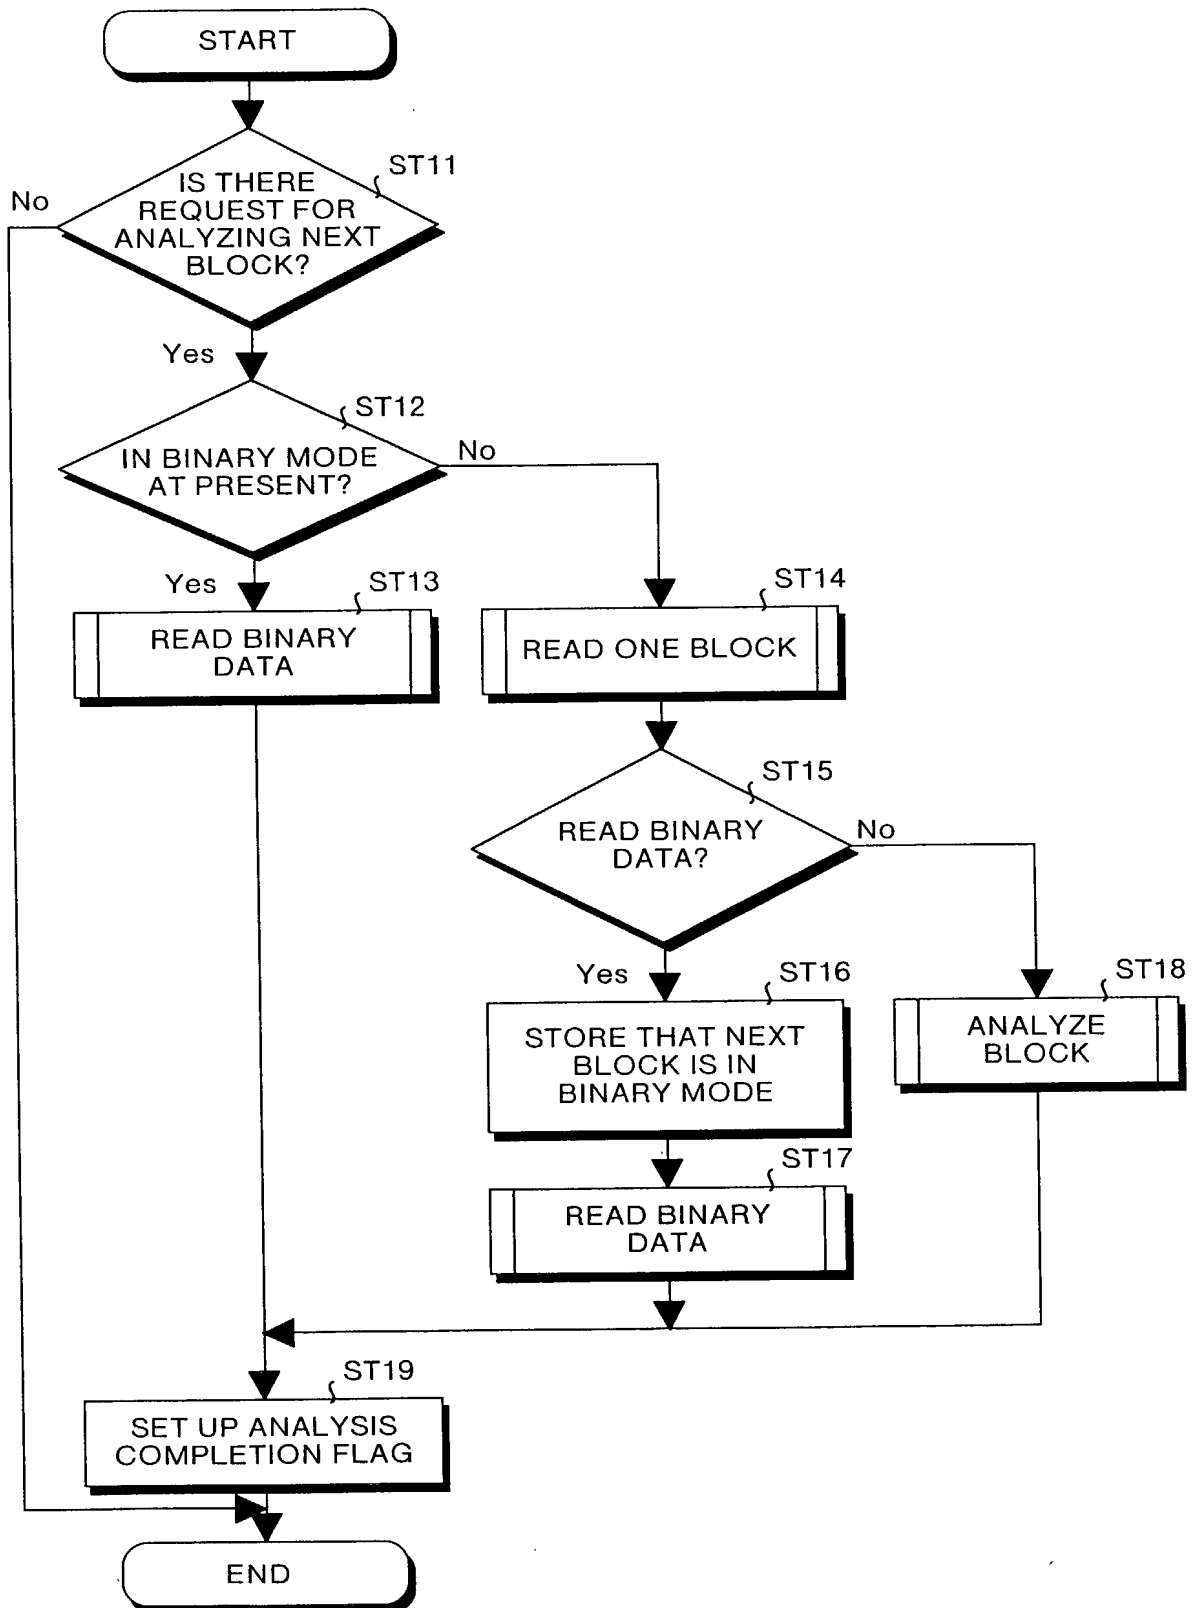 START
ST11
IS THERE
REQUEST FOR
ANALYZING NEXT
BLOCK?
No
Yes
ST12
IN BINARY MODE
AT PRESENT?
No
Yes
ST13
READ BINARY
DATA
ST14
READ ONE BLOCK
ST15
READ BINARY
DATA?
No
Yes
ST16
STORE THAT NEXT
BLOCK IS IN
BINARY MODE
ST18
ANALYZE
BLOCK
ST17
READ BINARY
DATA
ST19
SET UP ANALYSIS
COMPLETION FLAG
END